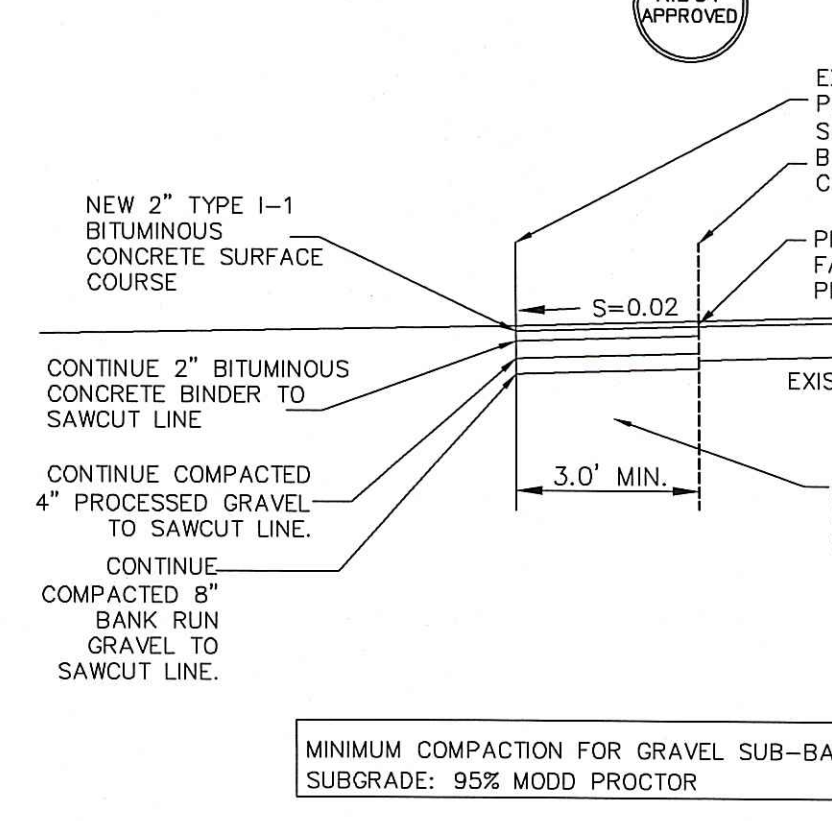 APPROVED
NEW 2" TYPE I-1
BITUMINOUS
CONCRETE SURFACE
COURSE
S=0.02
CONTINUE 2" BITUMINOUS
CONCRETE BINDER TO
SAWCUT LINE
3.0' MIN.
CONTINUE COMPACTED
4" PROCESSED GRAVEL
TO SAWCUT LINE.
CONTINUE
COMPACTED 8"
BANK RUN
GRAVEL TO
SAWCUT LINE.
MINIMUM COMPACTION FOR GRAVEL SUB-BA
SUBGRADE: 95% MODD PROCTOR